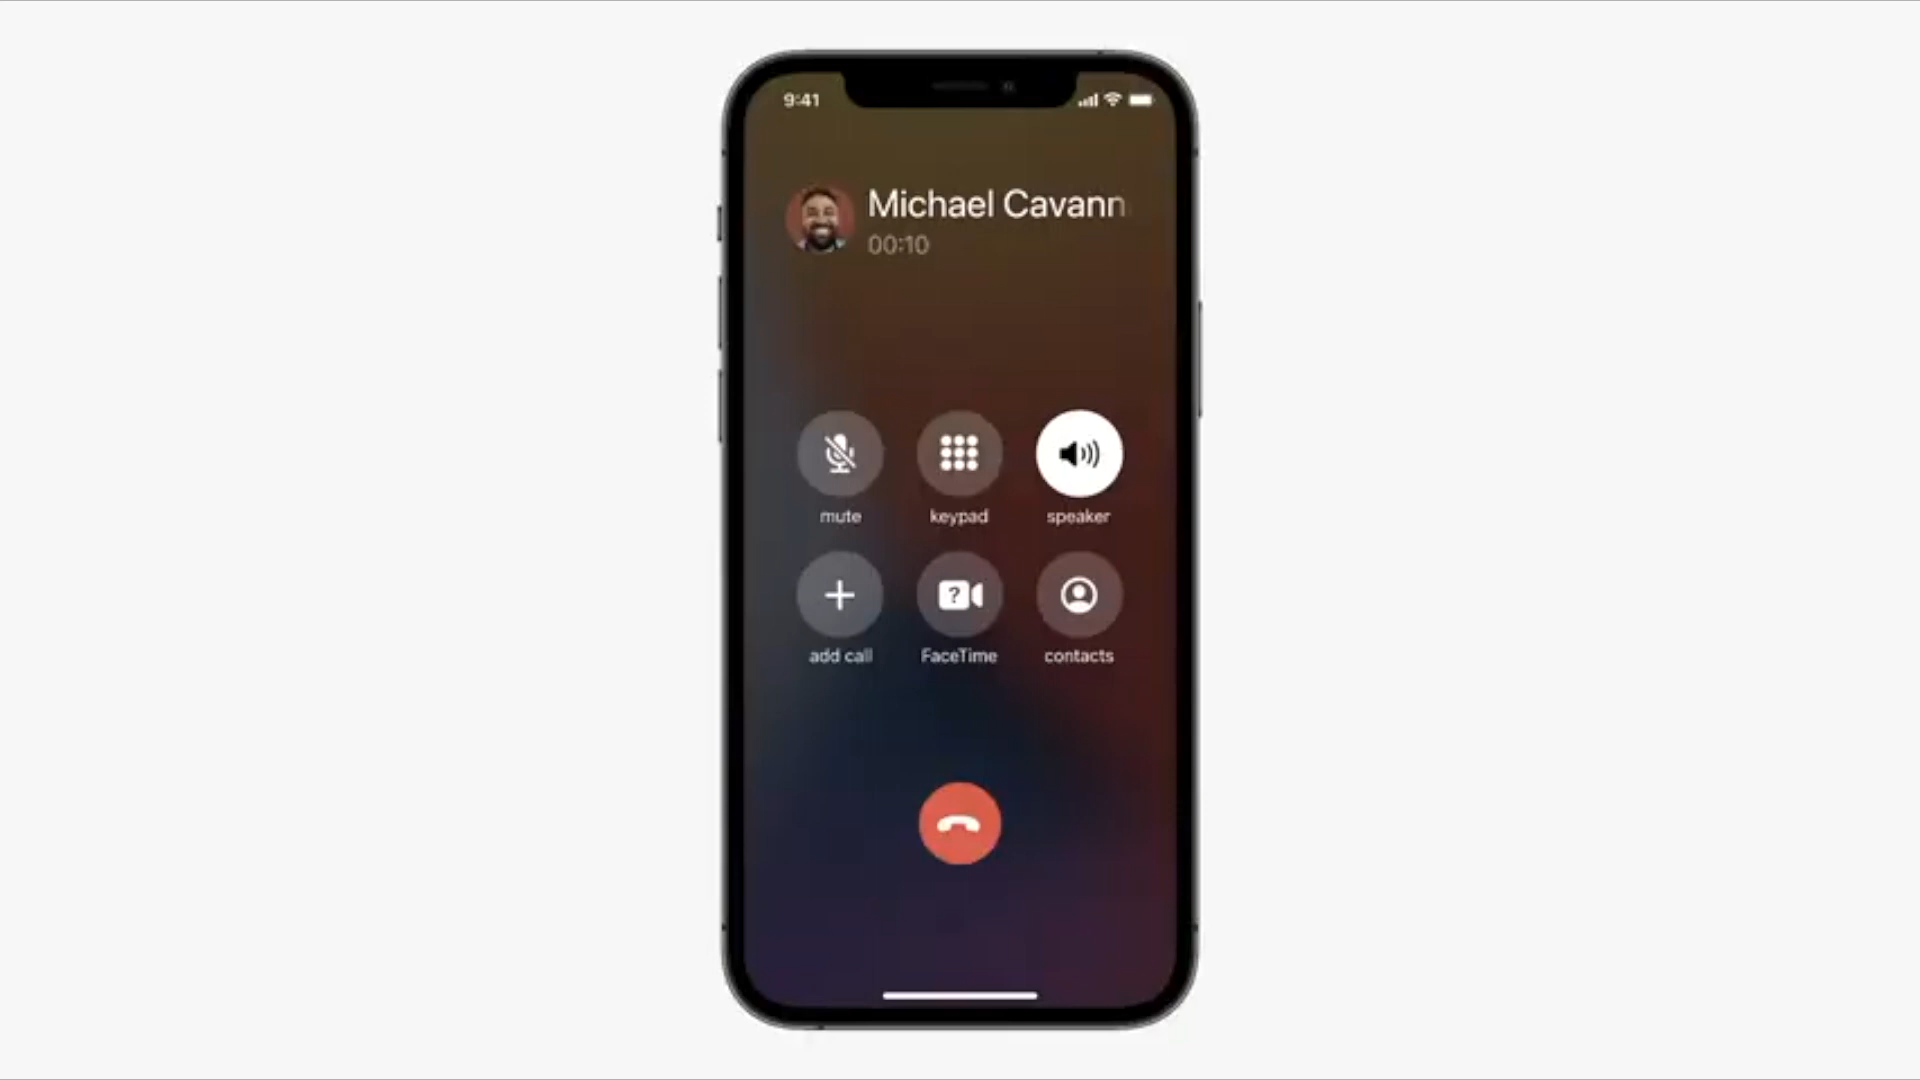 9:41
Michael Cavann
00:10
mute
keypad
speaker
add call
?
FaceTime
contacts